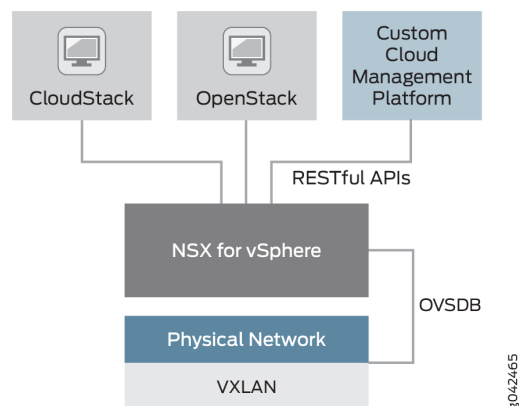 CloudStack
OpenStack
Custom
Cloud
Management
Platform
RESTful APIs
NSX for vSphere
OVSDB
Physical Network
VXLAN
g042465